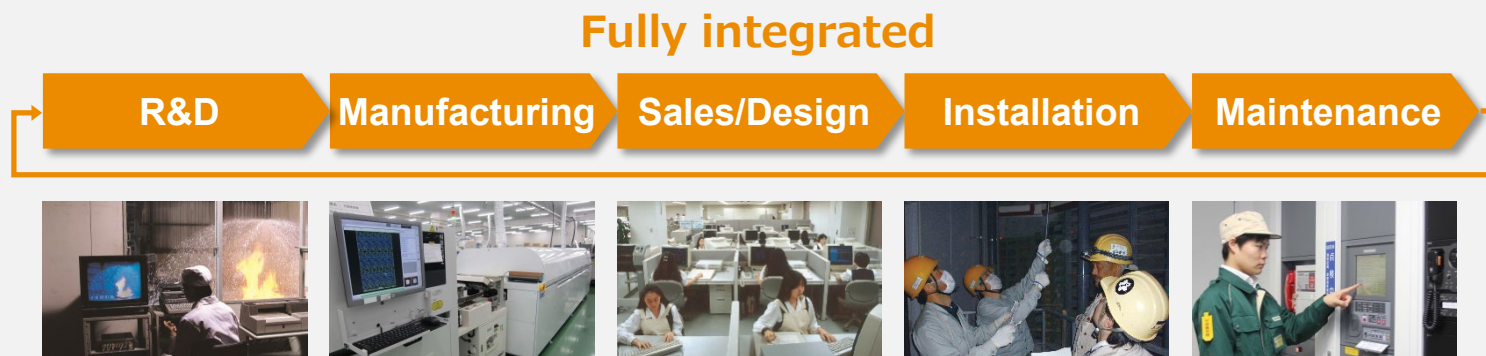 Fully integrated
R&D
Manufacturing
Sales/Design
Installation
Maintenance